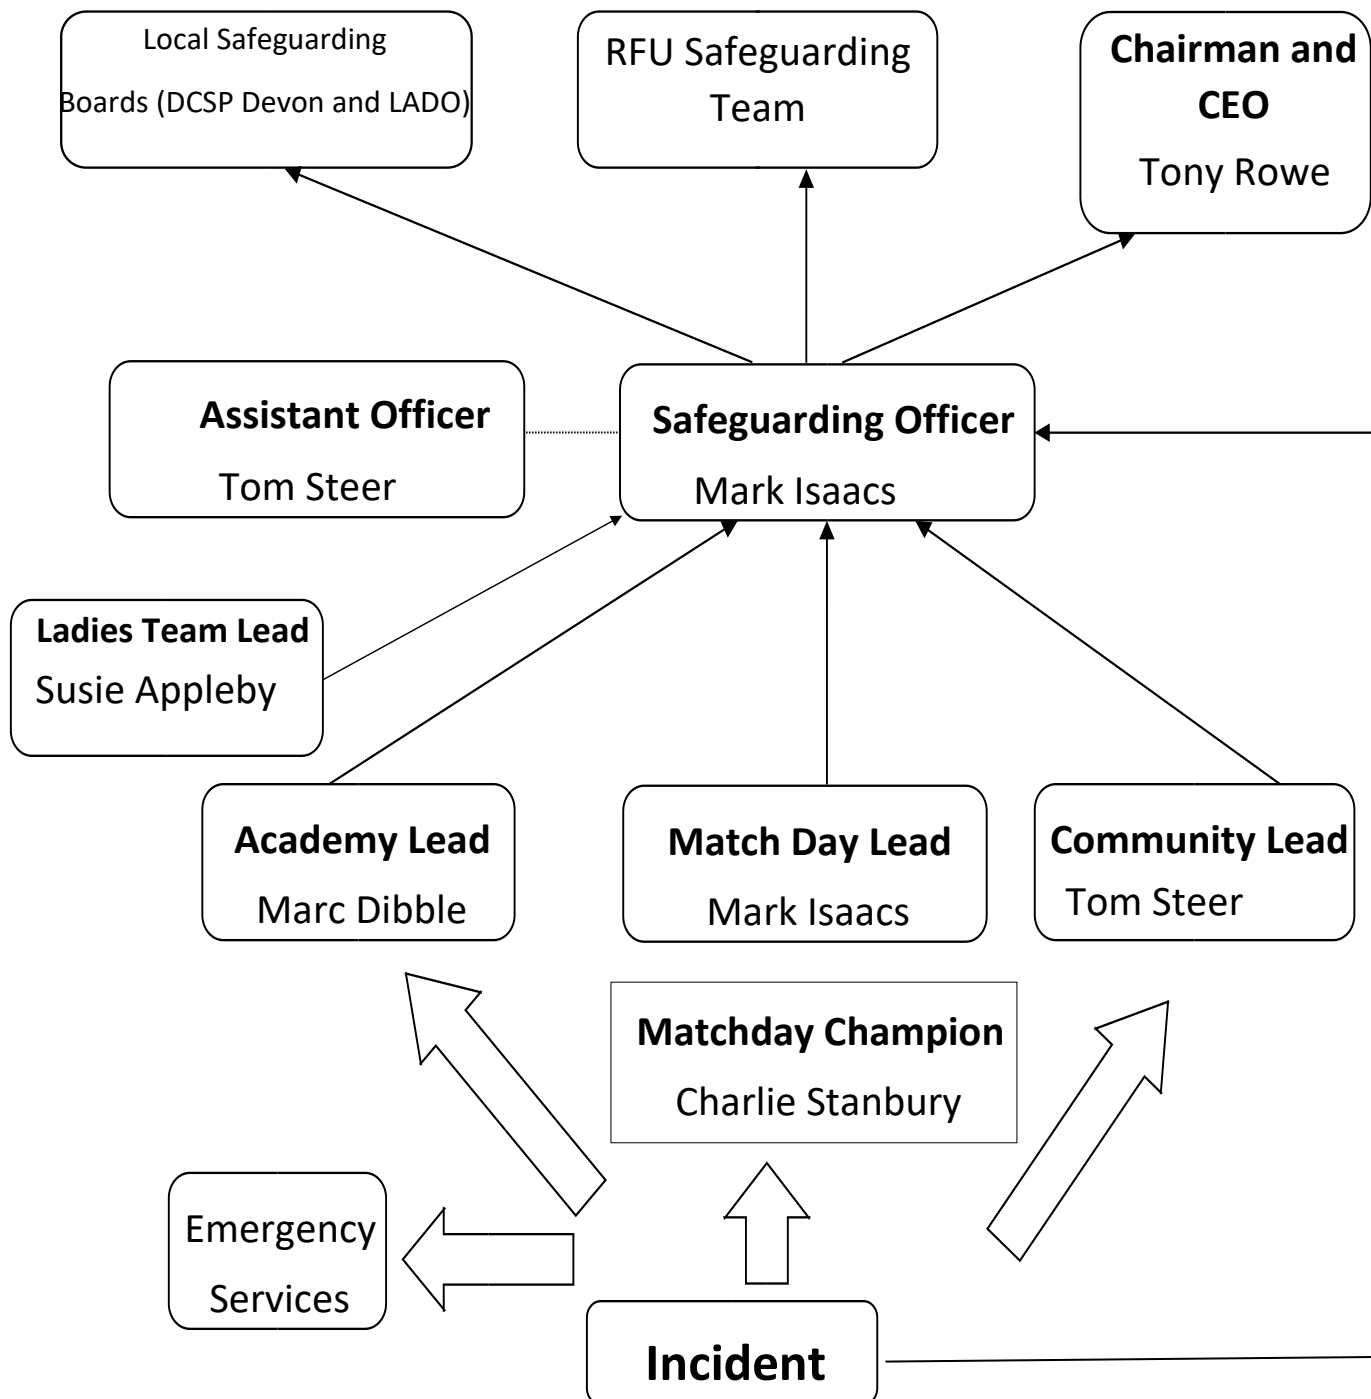 Local Safeguarding
Boards (DCSP Devon and LADO)
RFU Safeguarding
Team
Chairman and
CEO
Tony Rowe
Assistant Officer
Tom Steer
Safeguarding Officer
Mark Isaacs
Ladies Team Lead
Susie Appleby
Academy Lead
Marc Dibble
Match Day Lead
Mark Isaacs
Community Lead
Tom Steer
Matchday Champion
Charlie Stanbury
Emergency
Services
Incident